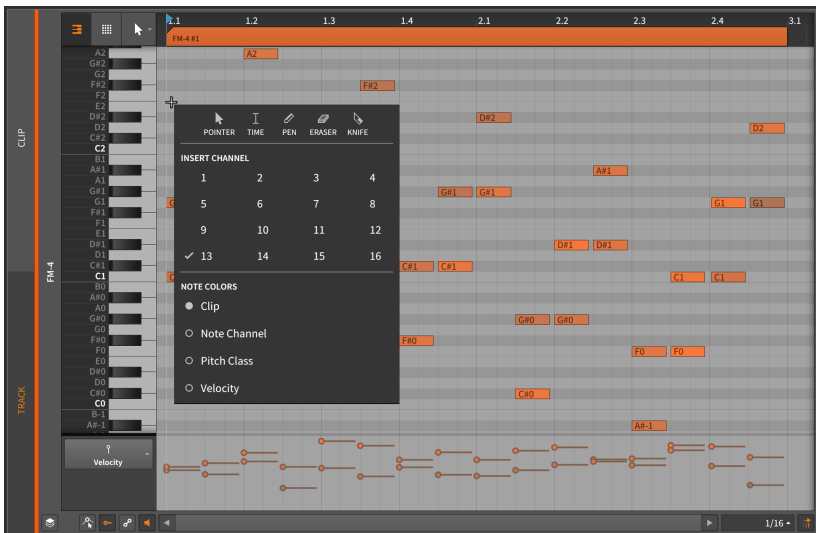 1.1 1.2 1.3 1.4 2.1 2.2 2.3 2.4 3.1
FM-4 #1
CLIP
TRACK
FM-4
A2
G#2
G2
F#2
F2
E2
D#2
D2
C#2
C2
B1
A#1
A1
G#1
G1
F#1
F1
E1
D#1
D1
C#1
C1
B0
A#0
A0
G#0
G0
F#0
F0
E0
D#0
D0
C#0
C0
B-1
A#-1
A2
F#2
D#2
D2
A#1
G#1 G#1
G1 G1
D#1 D#1
C#1 C#1
C1 C1
G#0 G#0
F#0
F0 F0
C#0
A#-1
POINTER TIME PEN ERASER KNIFE
INSERT CHANNEL
1 2 3 4
5 6 7 8
9 10 11 12
13 14 15 16
NOTE COLORS
Clip
Note Channel
Pitch Class
Velocity
Velocity
1/16